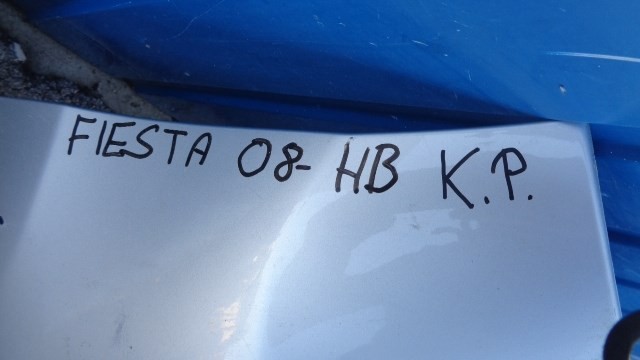 FIESTA 08- HB K.P.